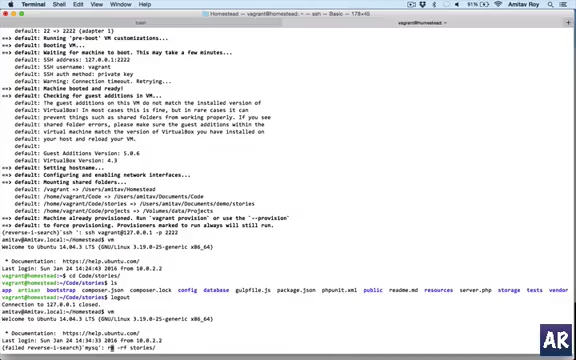 Terminal Shell Edit View Window Help 91% Amitav Roy
Homestead — vagrant@homestead: ~ — ssh — Basic — 178×45
bash vagrant@homestead: ~
default: 22 => 2222 (adapter 1)
==> default: Running 'pre-boot' VM customizations...
==> default: Booting VM...
==> default: Waiting for machine to boot. This may take a few minutes...
default: SSH address: 127.0.0.1:2222
default: SSH username: vagrant
default: SSH auth method: private key
default: Warning: Connection timeout. Retrying...
==> default: Machine booted and ready!
==> default: Checking for guest additions in VM...
default: The guest additions on this VM do not match the installed version of
default: VirtualBox! In most cases this is fine, but in rare cases it can
default: prevent things such as shared folders from working properly. If you see
default: shared folder errors, please make sure the guest additions within the
default: virtual machine match the version of VirtualBox you have installed on
default: your host and reload your VM.
default:
default: Guest Additions Version: 5.0.6
default: VirtualBox Version: 4.3
==> default: Setting hostname...
==> default: Configuring and enabling network interfaces...
==> default: Mounting shared folders...
default: /vagrant => /Users/amitav/Homestead
default: /home/vagrant/Code => /Users/amitav/Documents/Code
default: /home/vagrant/Code/stories => /Users/amitav/Documents/demo/stories
default: /home/vagrant/Code/projects => /Volumes/data/Projects
==> default: Machine already provisioned. Run `vagrant provision` or use the `--provision`
==> default: to force provisioning. Provisioners marked to run always will still run.
(reverse-i-search)`ssh ': ssh vagrant@127.0.0.1 -p 2222
amitav@Amitav.local:~/Homestead$ vm
Welcome to Ubuntu 14.04.3 LTS (GNU/Linux 3.19.0-25-generic x86_64)
* Documentation: https://help.ubuntu.com/
Last login: Sun Jan 24 14:24:43 2016 from 10.0.2.2
vagrant@homestead:~$ cd Code/stories/
vagrant@homestead:~/Code/stories$ ls
app artisan bootstrap composer.json composer.lock config database gulpfile.js package.json phpunit.xml public readme.md resources server.php storage tests vendor
vagrant@homestead:~/Code/stories$ logout
Connection to 127.0.0.1 closed.
amitav@Amitav.local:~/Homestead$ vm
Welcome to Ubuntu 14.04.3 LTS (GNU/Linux 3.19.0-25-generic x86_64)
* Documentation: https://help.ubuntu.com/
Last login: Sun Jan 24 14:34:33 2016 from 10.0.2.2
(failed reverse-i-search)`mysq': rm -rf stories/
AR